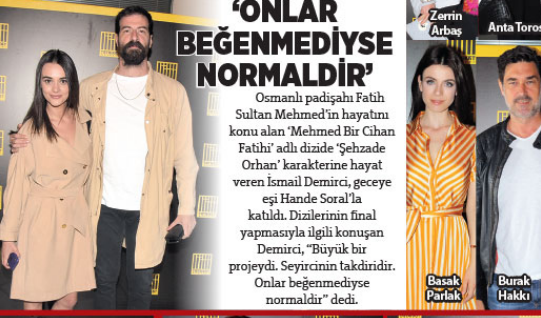 'ONLAR
BEĞENMEDİYSE
NORMALDİR'
Osmanlı padişahı Fatih
Sultan Mehmed'in hayatını
konu alan 'Mehmed Bir Cihan
Fatihi' adlı dizide 'Şehzade
Orhan' karakterine hayat
veren İsmail Demirci, geceye
eşi Hande Soral'la
katıldı. Dizilerinin final
yapmasıyla ilgili konuşan
Demirci, "Büyük bir
projeydi. Seyircinin takdiridir.
Onlar beğenmediyse
normaldir" dedi.
Zerrin
Arbaş
Anta Toros
Basak
Parlak
Burak
Hakkı